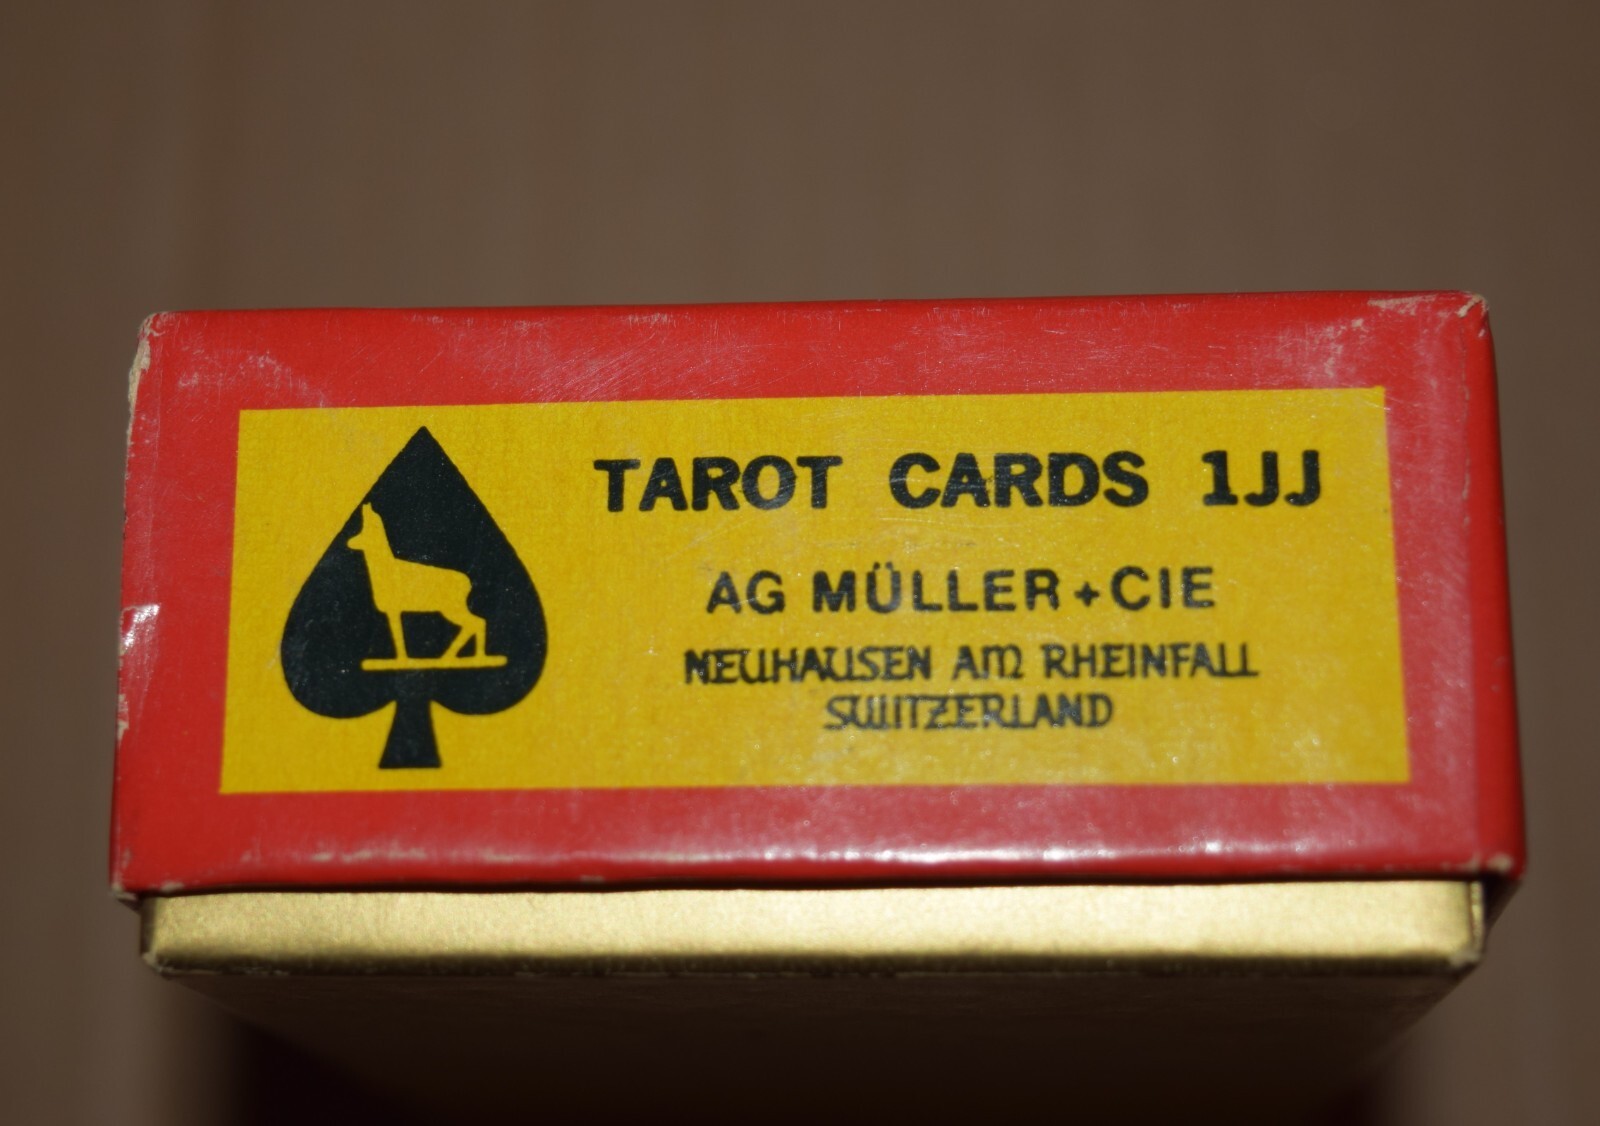 TAROT CARDS 1JJ
AG MÜLLER + CIE
NEUHAUSEN AM RHEINFALL
SWITZERLAND